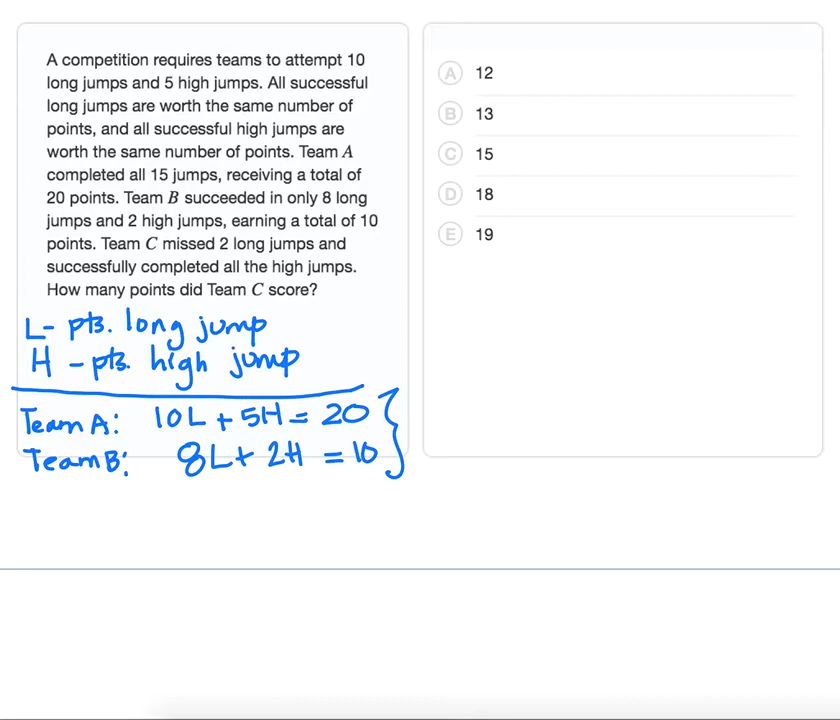 A competition requires teams to attempt 10
long jumps and 5 high jumps. All successful
long jumps are worth the same number of
points, and all successful high jumps are
worth the same number of points. Team A
completed all 15 jumps, receiving a total of
20 points. Team B succeeded in only 8 long
jumps and 2 high jumps, earning a total of 10
points. Team C missed 2 long jumps and
successfully completed all the high jumps.
How many points did Team C score?
L- pts. long jump
H - pts. high jump
Team A: 10L + 5H = 20
Team B: 8L + 2H = 10
A 12
B 13
C 15
D 18
E 19